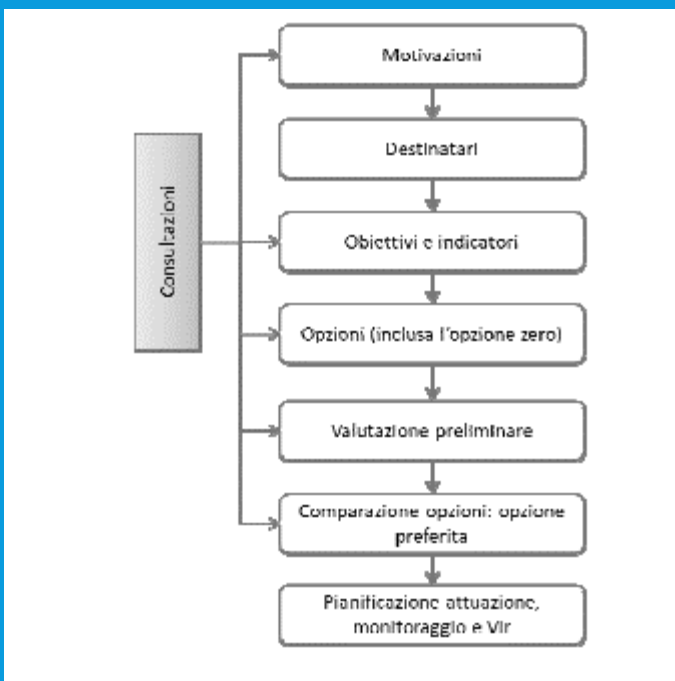 Motivazioni
Destinatari
Consultazioni
Obiettivi e indicatori
Opzioni (inclusa l'opzione zero)
Valutazione preliminare
Comparazione opzioni: opzione
preferita
Pianificazione attuazione,
monitoraggio e Vir